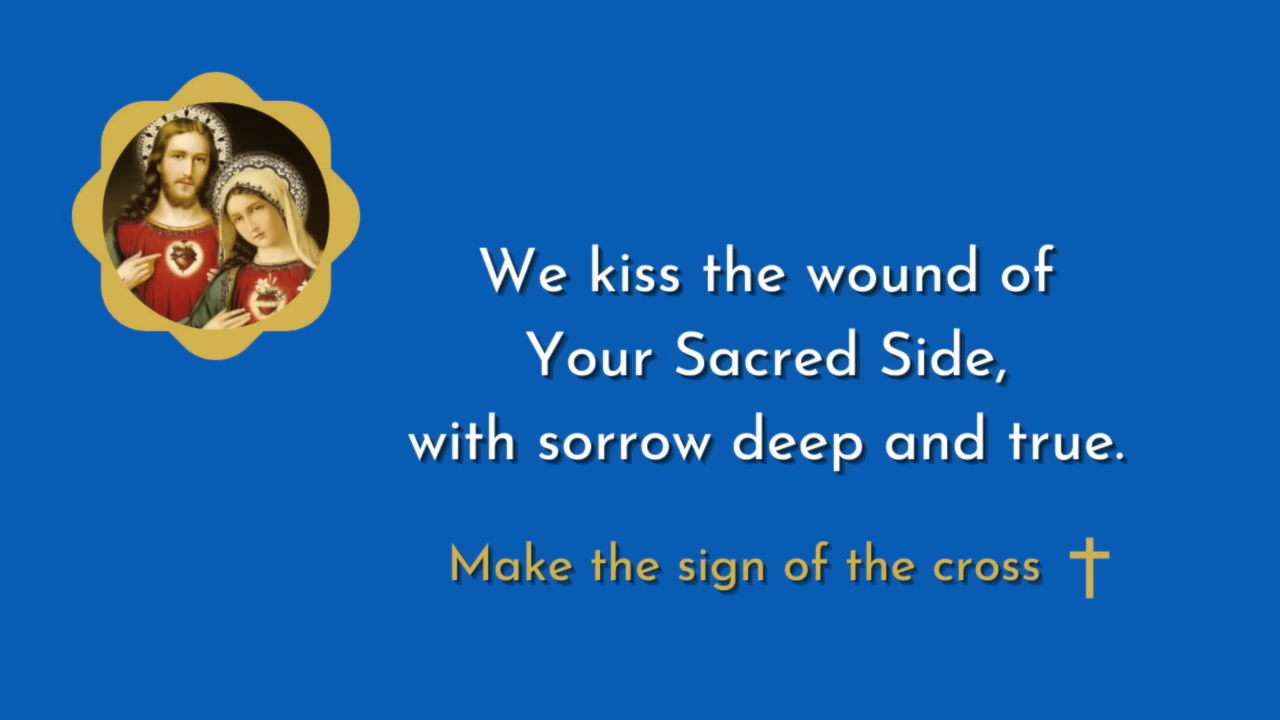 We kiss the wound of
Your Sacred Side,
with sorrow deep and true.
Make the sign of the cross